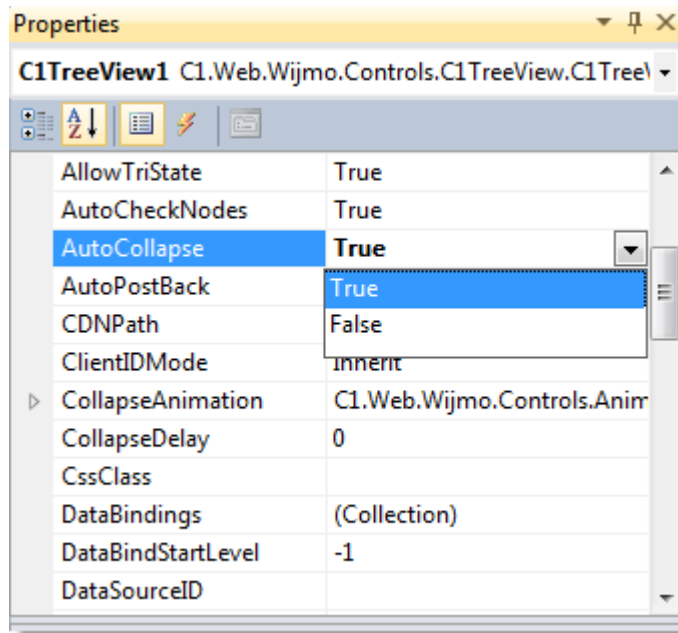 Properties
C1TreeView1 C1.Web.Wijmo.Controls.C1TreeView.C1Tree
A Z
AllowTriState True
AutoCheckNodes True
AutoCollapse True
AutoPostBack True
CDNPath False
ClientIDMode Inherit
CollapseAnimation C1.Web.Wijmo.Controls.Anim
CollapseDelay 0
CssClass
DataBindings (Collection)
DataBindStartLevel -1
DataSourceID